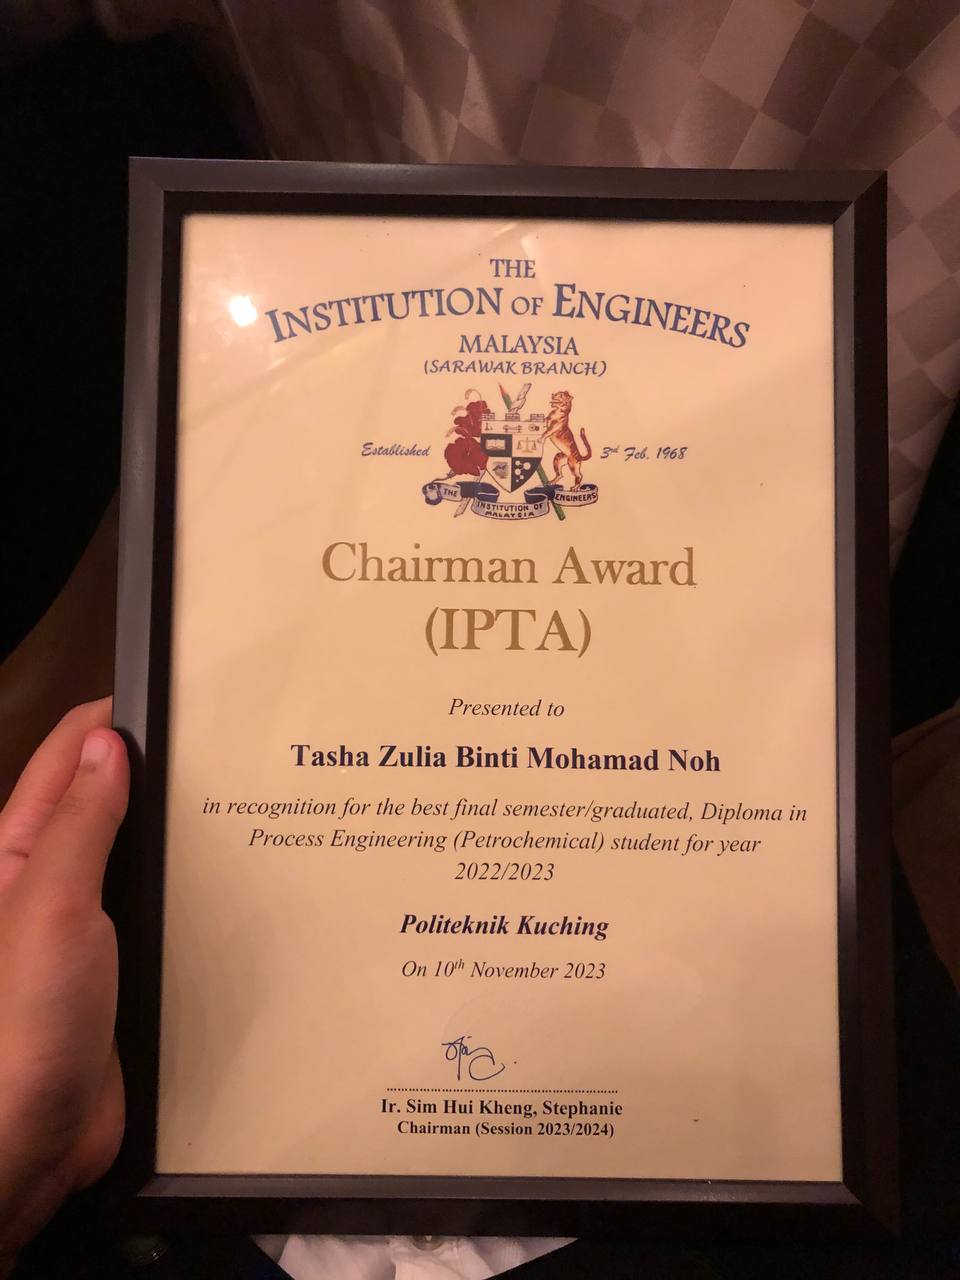 THE
INSTITUTION OF ENGINEERS
MALAYSIA
(SARAWAK BRANCH)
Established 3rd Feb. 1968
THE INSTITUTION OF ENGINEERS
MALAYSIA
Chairman Award
(IPTA)
Presented to
Tasha Zulia Binti Mohamad Noh
in recognition for the best final semester/graduated, Diploma in
Process Engineering (Petrochemical) student for year
2022/2023
Politeknik Kuching
On 10th November 2023
Ir. Sim Hui Kheng, Stephanie
Chairman (Session 2023/2024)